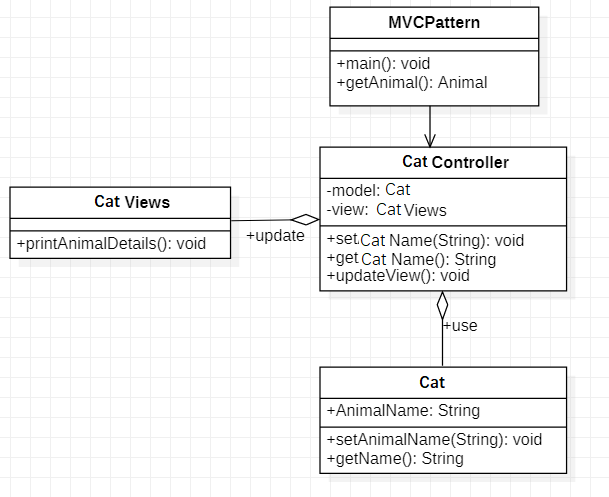 MVCPattern
+main(): void
+getAnimal(): Animal
Cat Controller
-model: Cat
-view: Cat Views
+set Cat Name(String): void
+get Cat Name(): String
+updateView(): void
Cat Views
+printAnimalDetails(): void
+update
+use
Cat
+AnimalName: String
+setAnimalName(String): void
+getName(): String